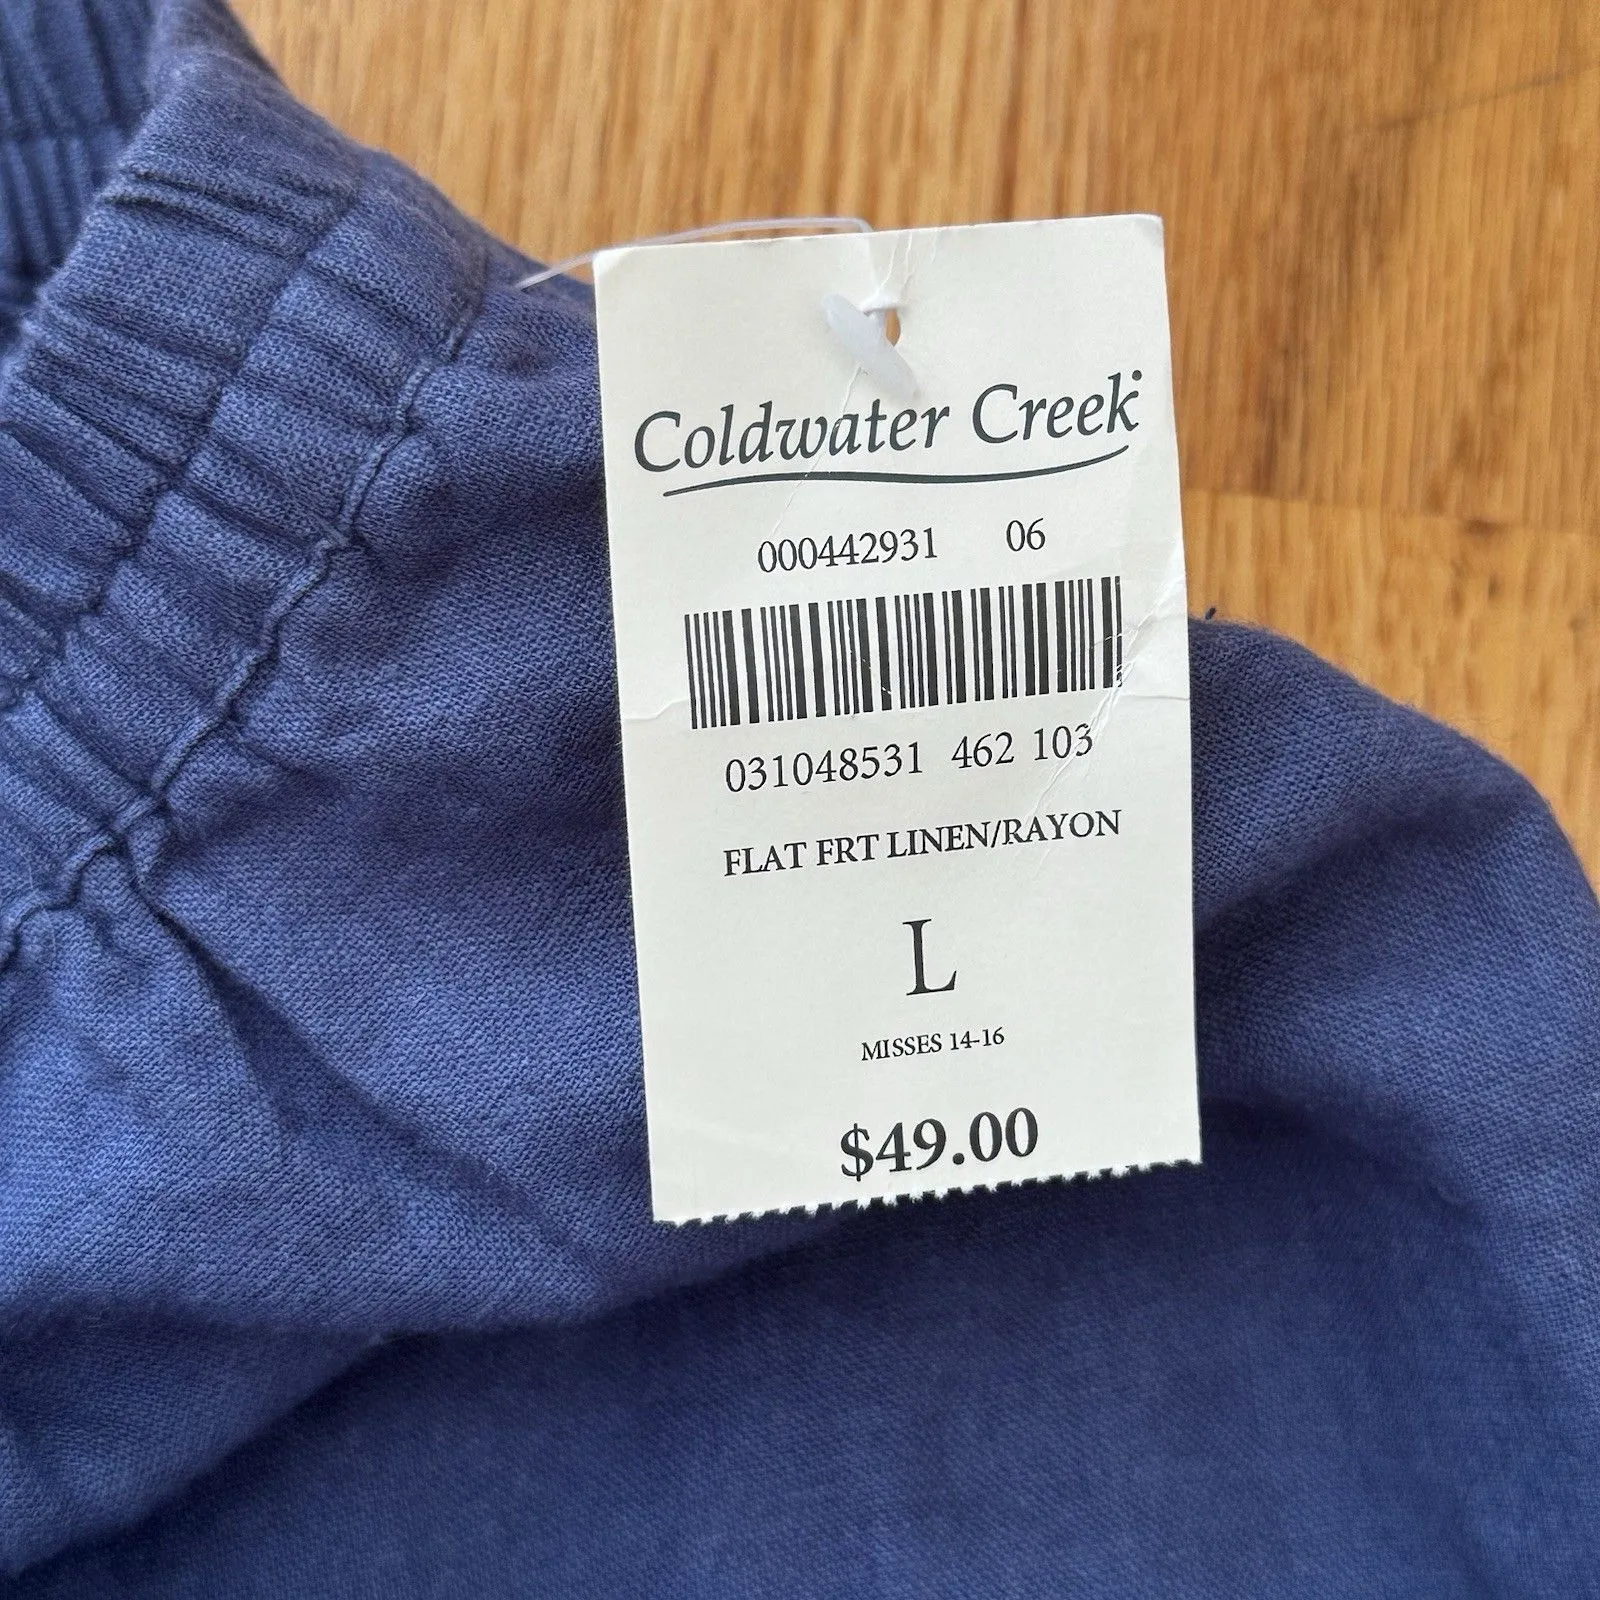 Coldwater Creek
000442931 06
031048531 462 103
FLAT FRT LINEN/RAYON
L
MISSES 14-16
$49.00